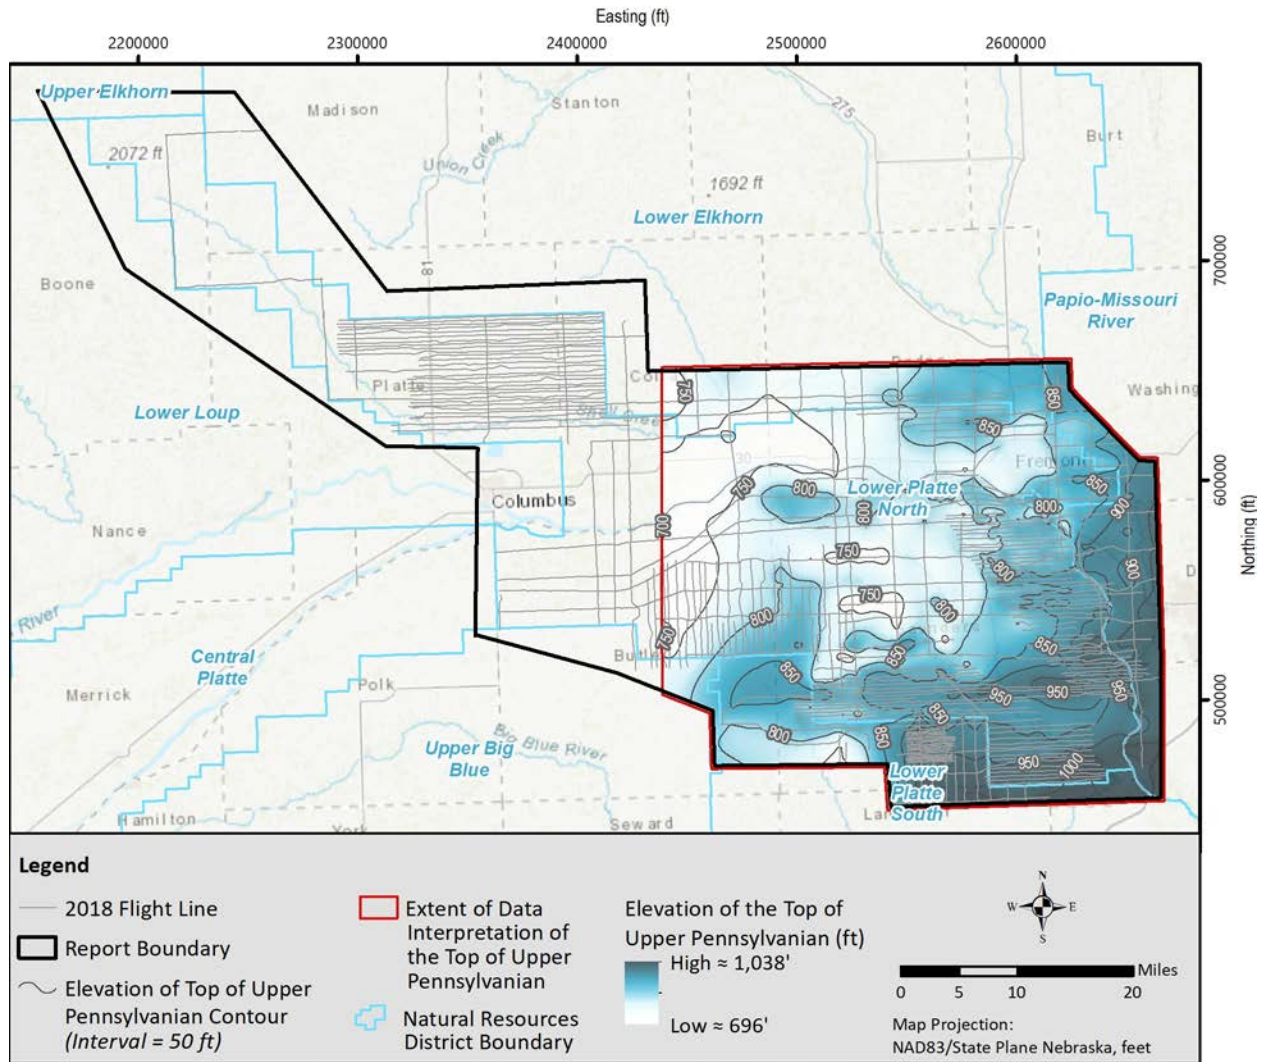 Easting (ft)
2200000
2300000
2400000
2500000
2600000
Upper Elkhorn
Madison
Stanton
275
Burt
2072 ft
Union Creek
1692 ft
Lower Elkhorn
700000
81
Boone
Papio-Missouri
River
Platte
Col
750
850
Washing
Lower Loup
Shell Creek
850
30
Fremont
750
800
Lower Platte
North
850
600000
Columbus
800
800
900
700
Nance
750
800
900
D
Northing (ft)
River
750
800
800
750
Butler
850
850
Central
Platte
850
950
950
950
Merrick
Polk
500000
850
800
850
Upper Big
Blue
Big Blue River
950
1000
Lower
Platte
South
Hamilton
York
Seward
Lan
Legend
2018 Flight Line
Report Boundary
Elevation of Top of Upper
Pennsylvanian Contour
(Interval = 50 ft)
Extent of Data
Interpretation of
the Top of Upper
Pennsylvanian
Natural Resources
District Boundary
Elevation of the Top of
Upper Pennsylvanian (ft)
High ≈ 1,038'
Low ≈ 696'
N
W
E
S
Miles
0
5
10
20
Map Projection:
NAD83/State Plane Nebraska, feet